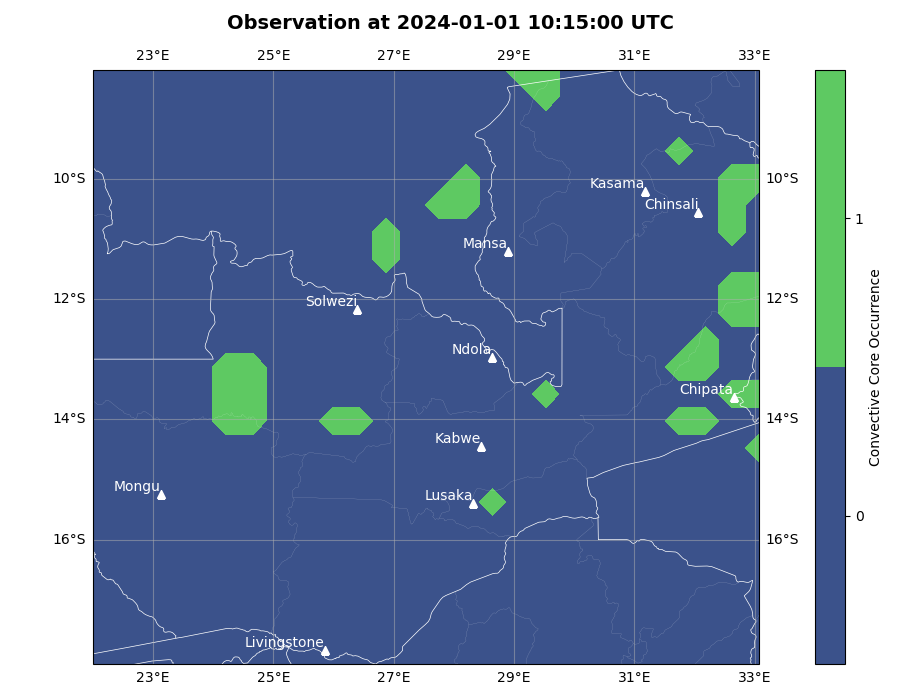 Observation at 2024-01-01 10:15:00 UTC
23°E 25°E 27°E 29°E 31°E 33°E
10°S 10°S
Kasama
Chinsali
1
Mansa
12°S 12°S
Solwezi
Ndola
Chipata
14°S 14°S
Kabwe
Mongu
Lusaka
0
16°S 16°S
Livingstone
23°E 25°E 27°E 29°E 31°E 33°E
Convective Core Occurrence